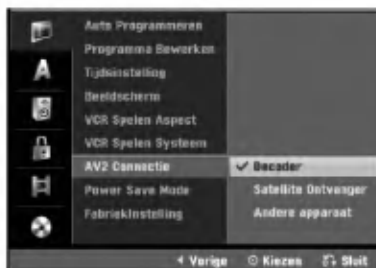 Auto Programmeren
Programma Bewerken
Tijdsinstelling
Beeldscherm
VCR Spelen Aspect
VCR Spelen Systeem
AV2 Connectie
✓ Decoder
Power Save Mode
Satellite Ontvanger
FabriekInstelling
Andere apparaat
A
Vorige
Kiezen
Sluit